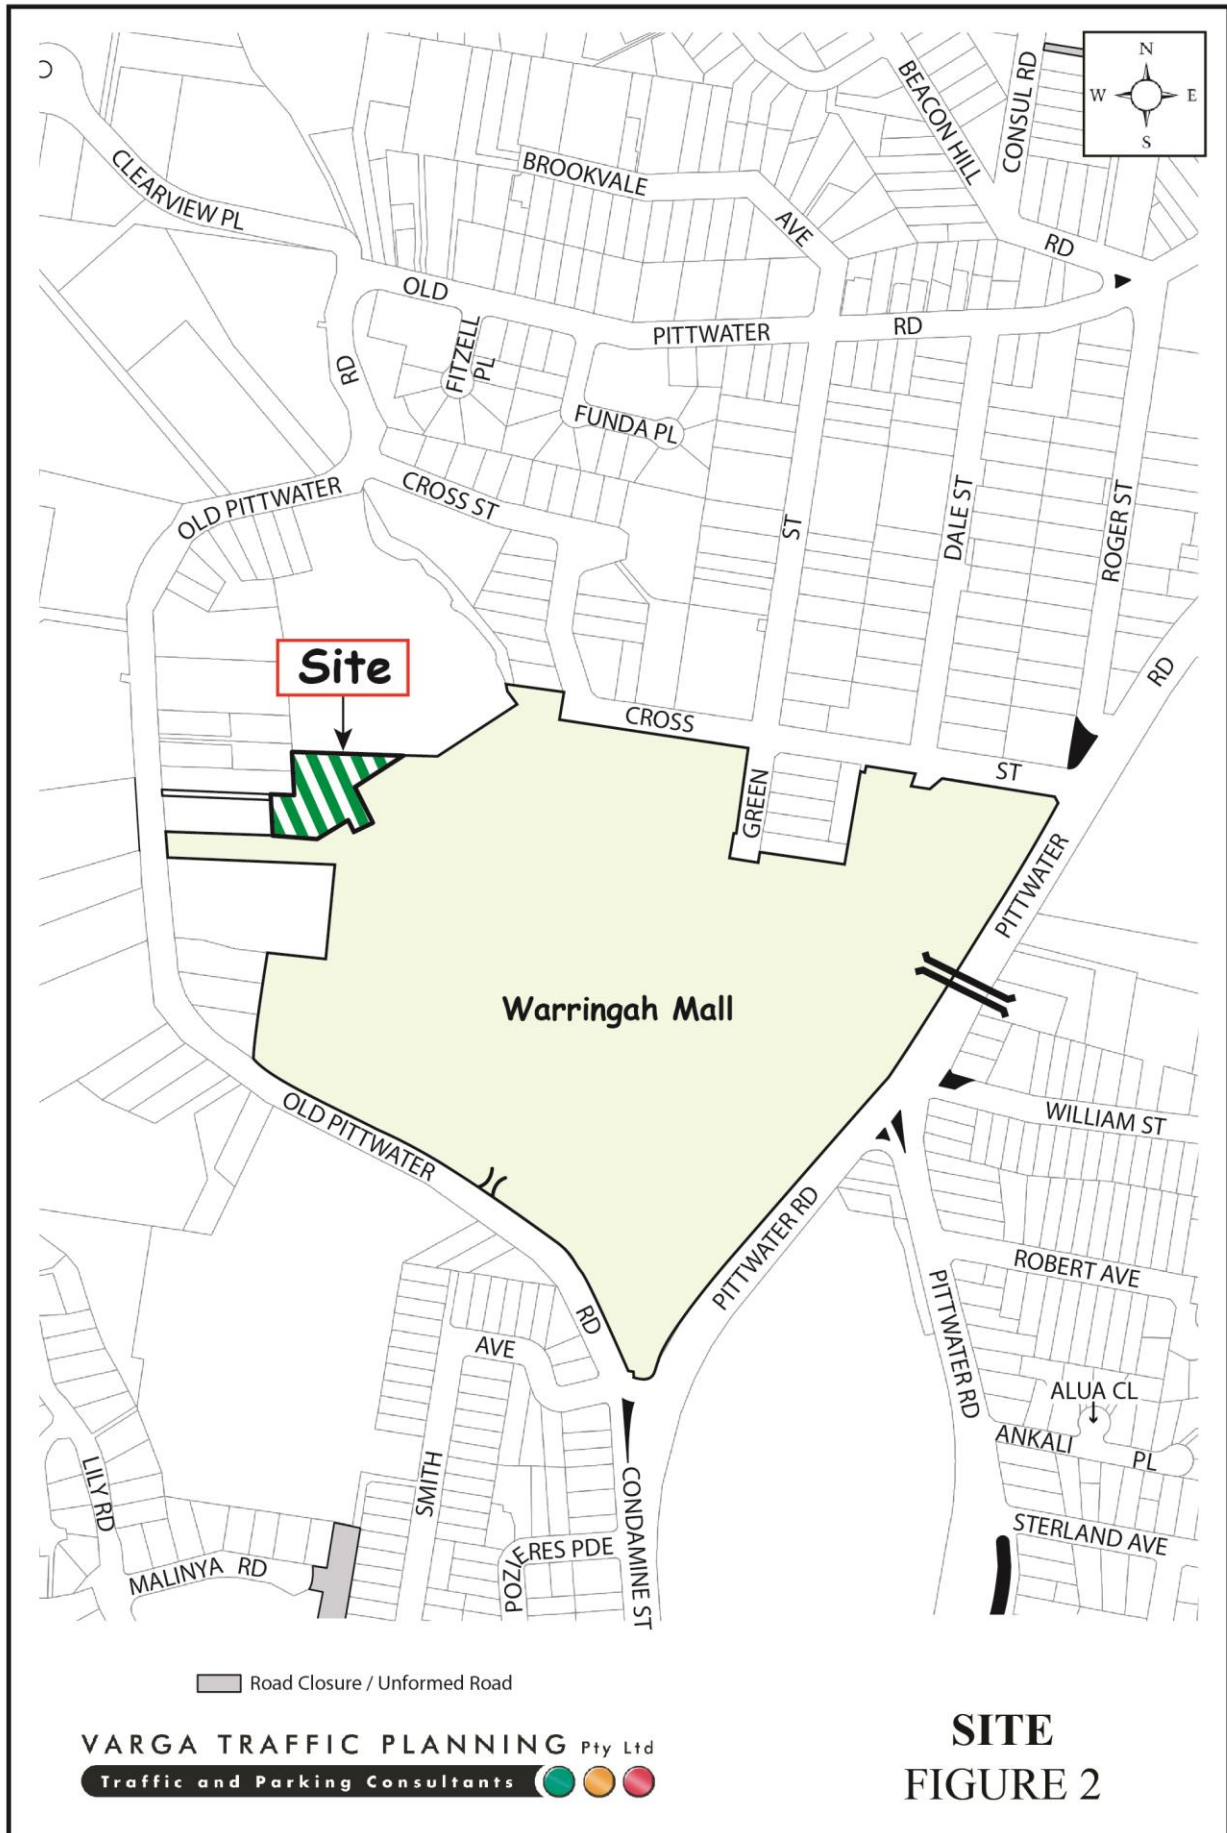 N
W E
S
BEACON HILL
CONSUL RD
CLEARVIEW PL
BROOKVALE
AVE
RD
OLD
PITTWATER
RD
FITZELL
PL
RD
FUNDA PL
OLD PITTWATER
CROSS ST
ST
DALE ST
ROGER ST
Site
RD
CROSS
ST
GREEN
PITTWATER
Warringah Mall
OLD PITTWATER
WILLIAM ST
PITTWATER RD
ROBERT AVE
RD
AVE
PITTWATER RD
ALUA CL
ANKALI
PL
LILY RD
SMITH
CONDAMINE ST
STERLAND AVE
POZIERES PDE
MALINYA RD
Road Closure / Unformed Road
VARGA TRAFFIC PLANNING Pty Ltd
Traffic and Parking Consultants
SITE
FIGURE 2